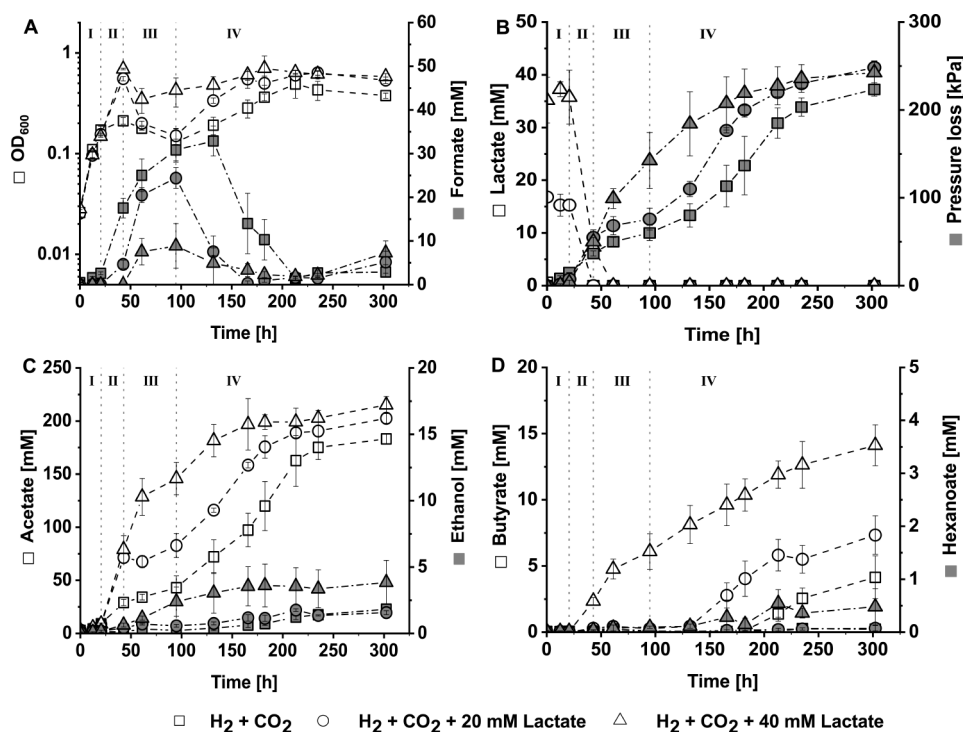 A
I II III IV
1
0.1
0.01
60
50
40
30
20
10
0
0 50 100 150 200 250 300
Time [h]
□ OD600
■ Formate [mM]
B
I II III IV
50
40
30
20
10
0
300
200
100
0
0 50 100 150 200 250 300
Time [h]
□ Lactate [mM]
■ Pressure loss [kPa]
C
I II III IV
250
200
150
100
50
0
20
15
10
5
0
0 50 100 150 200 250 300
Time [h]
□ Acetate [mM]
■ Ethanol [mM]
D
I II III IV
20
15
10
5
0
5
4
3
2
1
0
0 50 100 150 200 250 300
Time [h]
□ Butyrate [mM]
■ Hexanoate [mM]
□ H2 + CO2 ○ H2 + CO2 + 20 mM Lactate △ H2 + CO2 + 40 mM Lactate